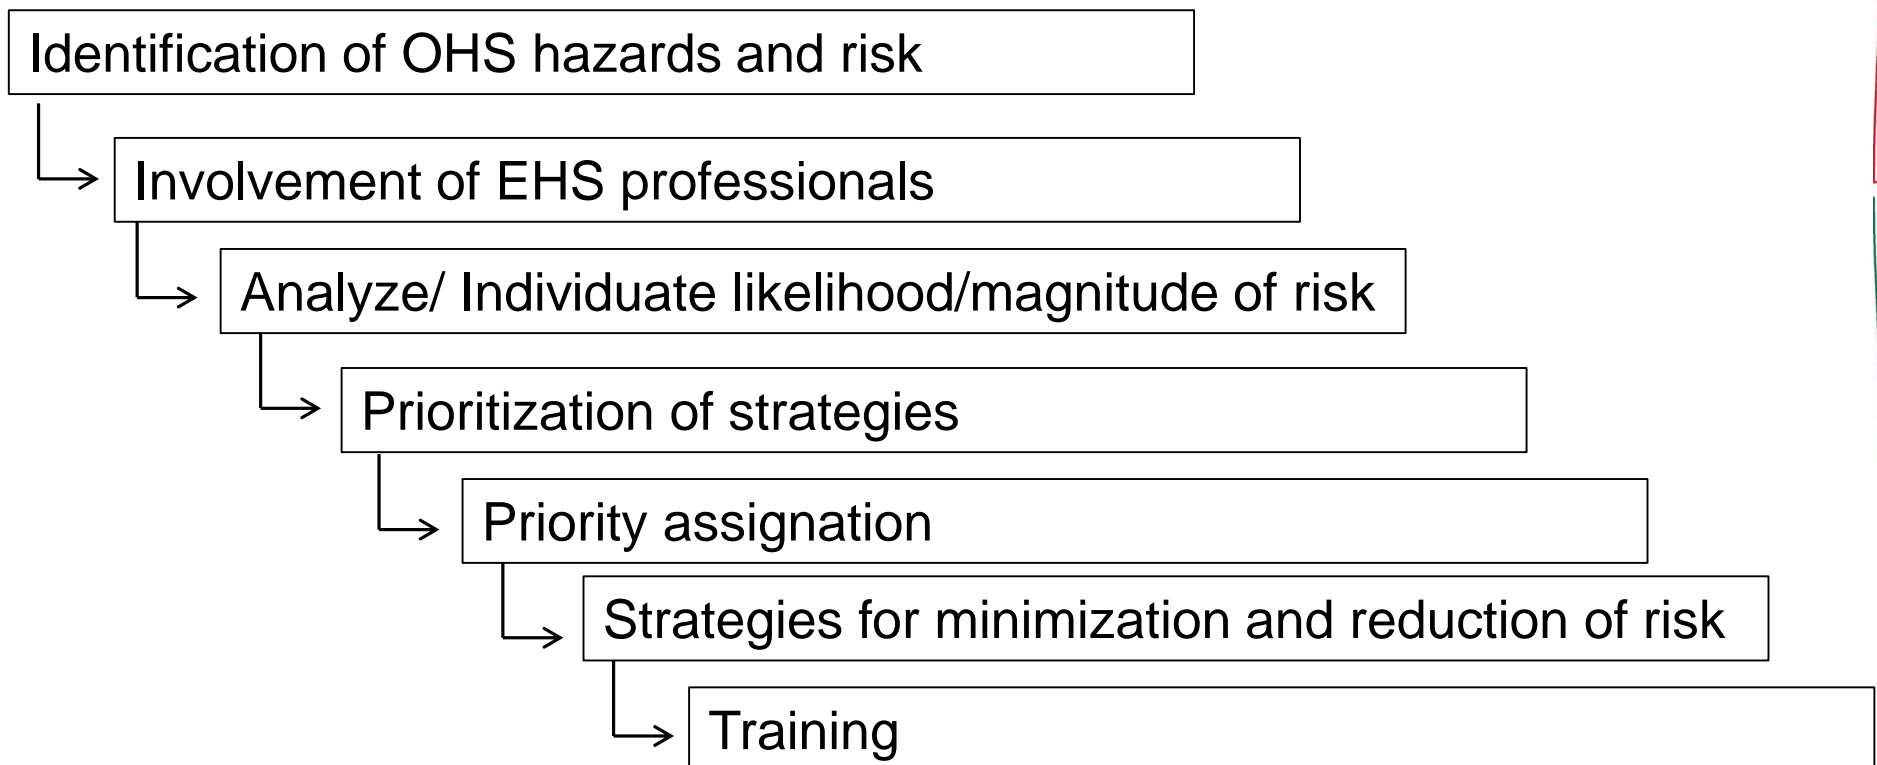 Identification of OHS hazards and risk
Involvement of EHS professionals
Analyze/ Individuate likelihood/magnitude of risk
Prioritization of strategies
Priority assignation
Strategies for minimization and reduction of risk
Training